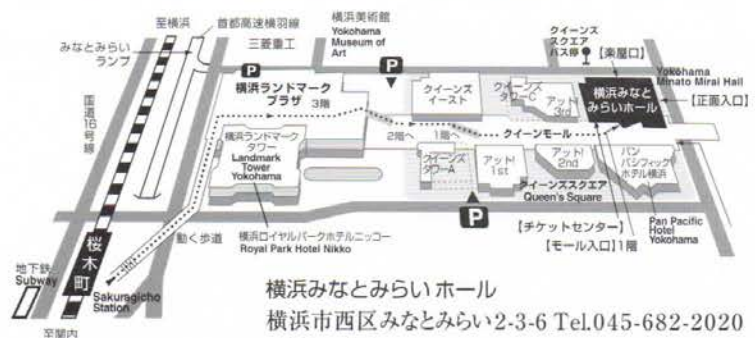 至横浜
首都高速横羽線
みなとみらい
ランプ
三菱重工
横浜美術館
Yokohama
Museum of
Art
クイーンズ
スクエア
バス停
【楽屋口】
Yokohama
Minato Mirai Hall
横浜みなと
みらいホール
【正面入口】
国道16号線
P
横浜ランドマーク
プラザ
3階
P
クイーンズ
イースト
クイーンズ
タワーC
アット!
3rd
横浜ランドマーク
タワー
Landmark
Tower
Yokohama
2階へ
1階へ
クイーンモール
クイーンズ
タワーA
アット!
1st
アット!
2nd
パン
パシフィック
ホテル横浜
クイーンズスクエア
Queen's Square
P
【チケットセンター】
【モール入口】1階
Pan Pacific
Hotel
Yokohama
動く歩道
横浜ロイヤルパークホテルニッコー
Royal Park Hotel Nikko
桜木町
地下鉄
Subway
Sakuragicho
Station
至関内
横浜みなとみらい ホール
横浜市西区みなとみらい2-3-6 Tel.045-682-2020